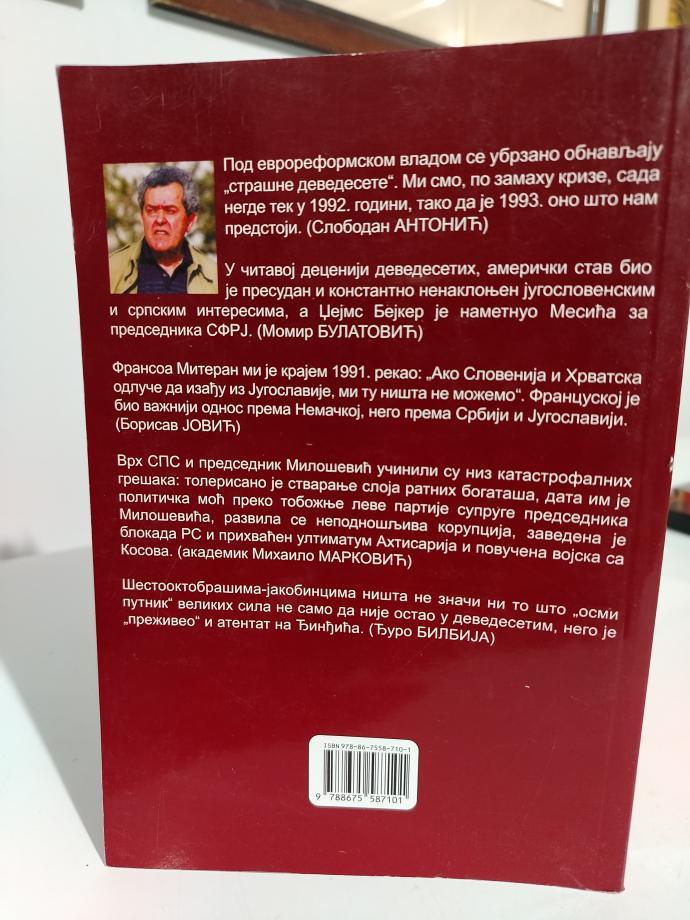 Под еврореформском владом се убрзано обнављају
„страшне деведесете“. Ми смо, по замаху кризе, сада
негде тек у 1992. години, тако да је 1993. оно што нам
предстоји. (Слободан АНТОНИЋ)
У читавој деценији деведесетих, амерички став био
је пресудан и константно ненаклоњен југословенским
и српским интересима, а Џејмс Бејкер је наметнуо Месића за
председника СФРЈ. (Момир БУЛАТОВИЋ)
Франсоа Митеран ми је крајем 1991. рекао: „Ако Словенија и Хрватска
одлуче да изађу из Југославије, ми ту ништа не можемо“. Француској је
био важнији однос према Немачкој, него према Србији и Југославији.
(Борисав ЈОВИЋ)
Врх СПС и председник Милошевић учинили су низ катастрофалних
грешака: толерисано је стварање слоја ратних богаташа, дата им је
политичка моћ преко тобожње леве партије супруге председника
Милошевића, развила се неподношљива корупција, заведена је
блокада РС и прихваћен ултиматум Ахтисарија и повучена војска са
Косова. (академик Михаило МАРКОВИЋ)
Шестооктобрашима-јакобинцима ништа не значи ни то што „осми
путник“ великих сила не само да није остао у деведесетим, него је
„преживео“ и атентат на Ђинђића. (Ђуро БИЛБИЈА)
ISBN 978-86-7558-710-1
9 788675 587101